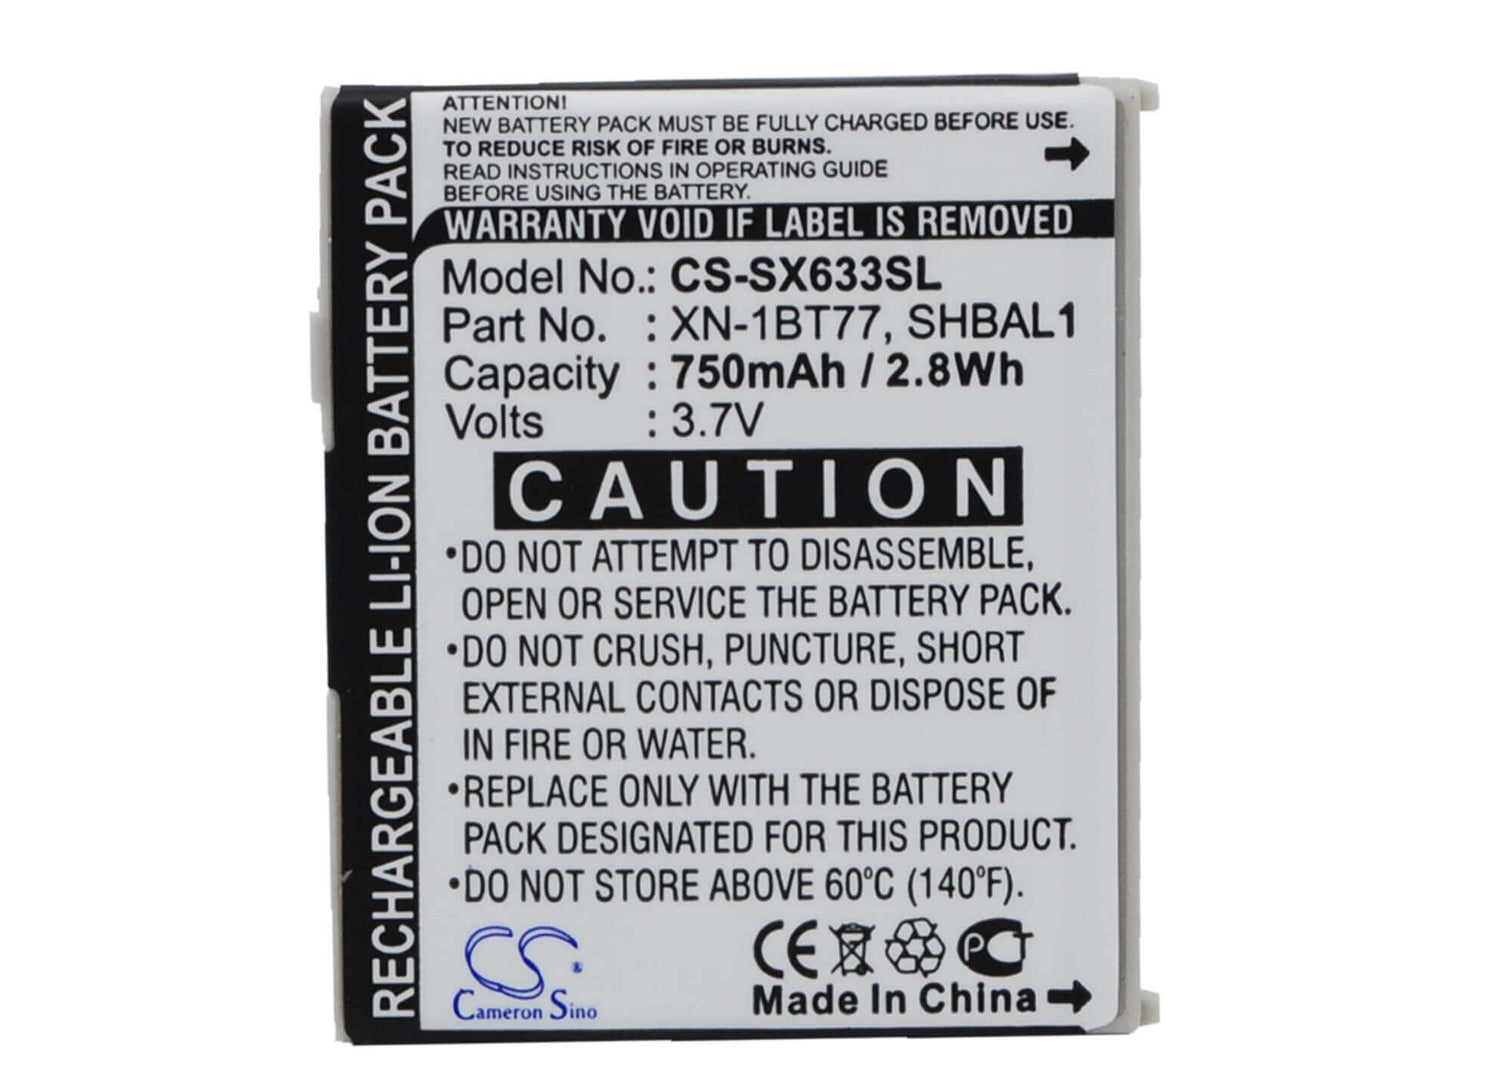 ATTENTION!
NEW BATTERY PACK MUST BE FULLY CHARGED BEFORE USE.
TO REDUCE RISK OF FIRE OR BURNS.
READ INSTRUCTIONS IN OPERATING GUIDE
BEFORE USING THE BATTERY.
WARRANTY VOID IF LABEL IS REMOVED
Model No.: CS-SX633SL
Part No. : XN-1BT77, SHBAL1
Capacity : 750mAh / 2.8Wh
Volts : 3.7V
CAUTION
•DO NOT ATTEMPT TO DISASSEMBLE,
OPEN OR SERVICE THE BATTERY PACK.
•DO NOT CRUSH, PUNCTURE, SHORT
EXTERNAL CONTACTS OR DISPOSE OF
IN FIRE OR WATER.
•REPLACE ONLY WITH THE BATTERY
PACK DESIGNATED FOR THIS PRODUCT.
•DO NOT STORE ABOVE 60°C (140°F).
CS®
Cameron Sino
CE PCT
Made In China
RECHARGEABLE LI-ION BATTERY PACK